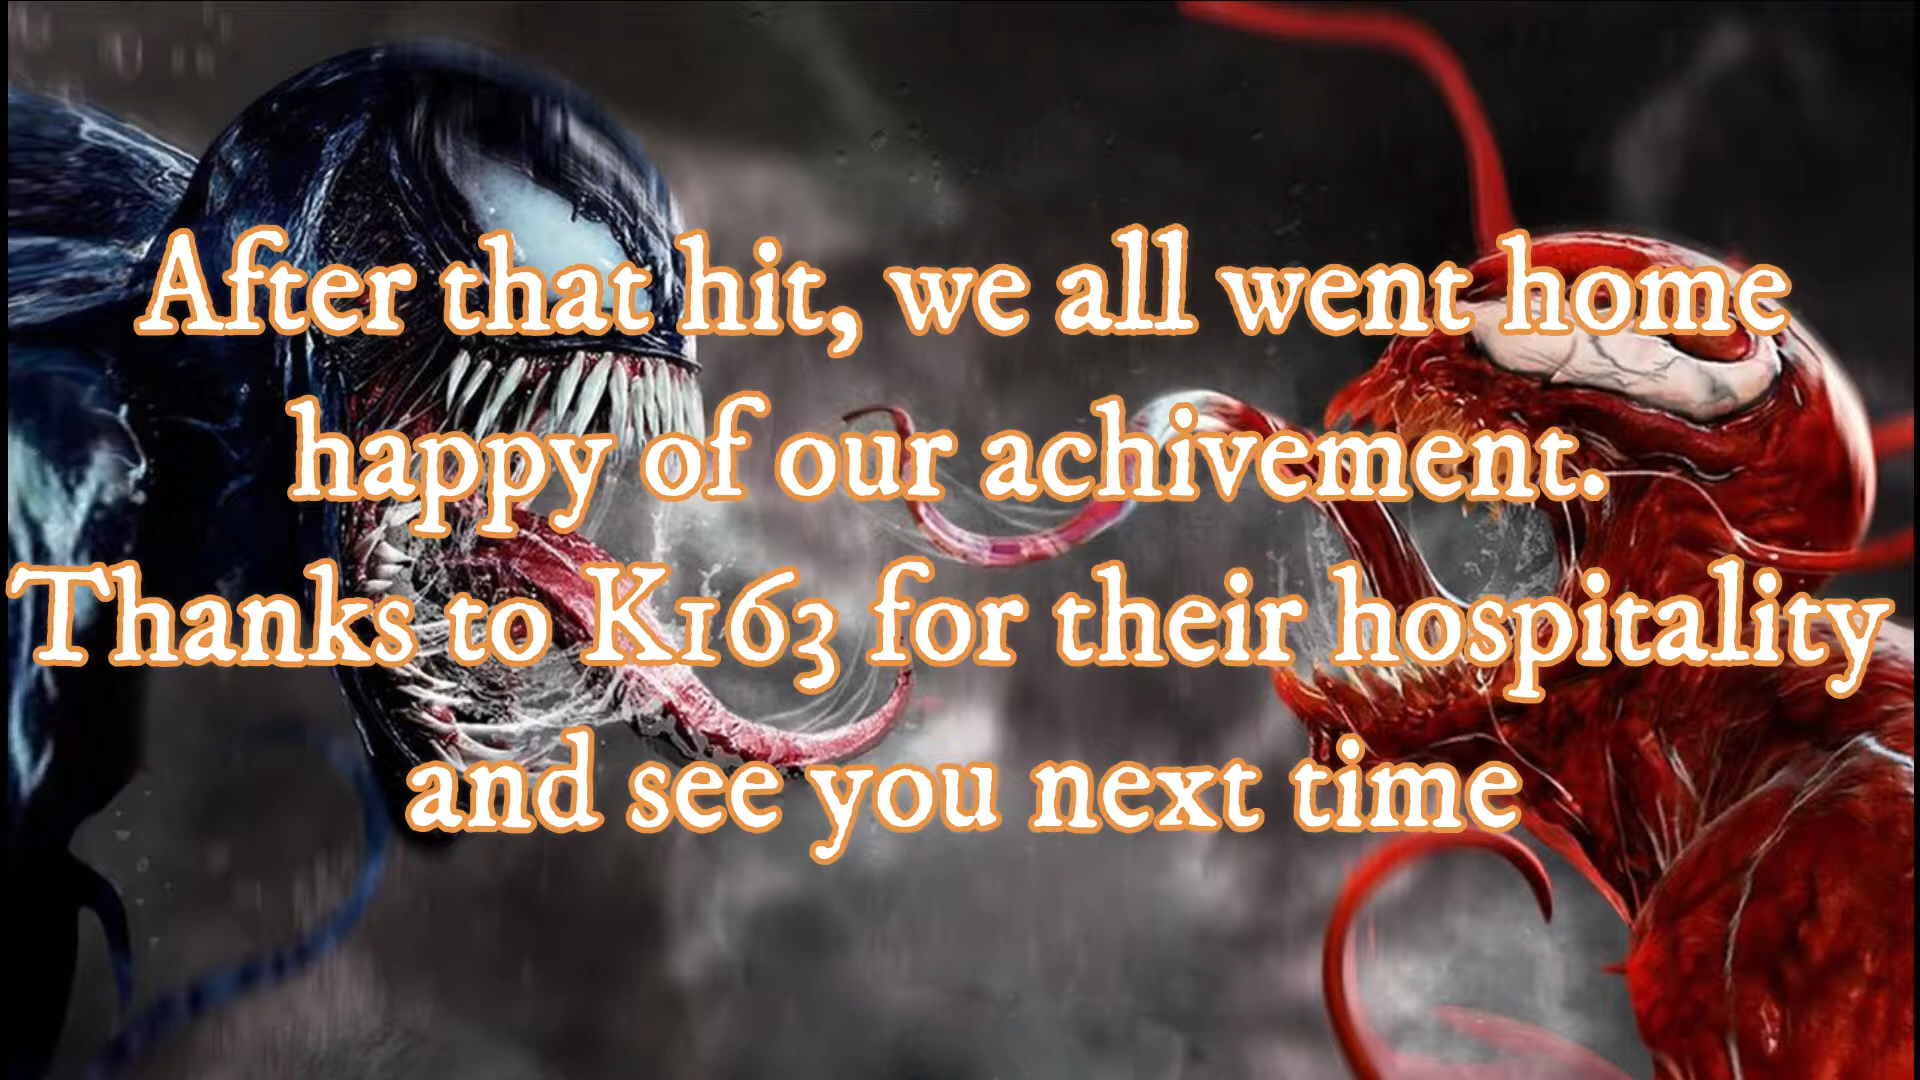 After that hit, we all went home
happy of our achivement.
Thanks to K163 for their hospitality
and see you next time